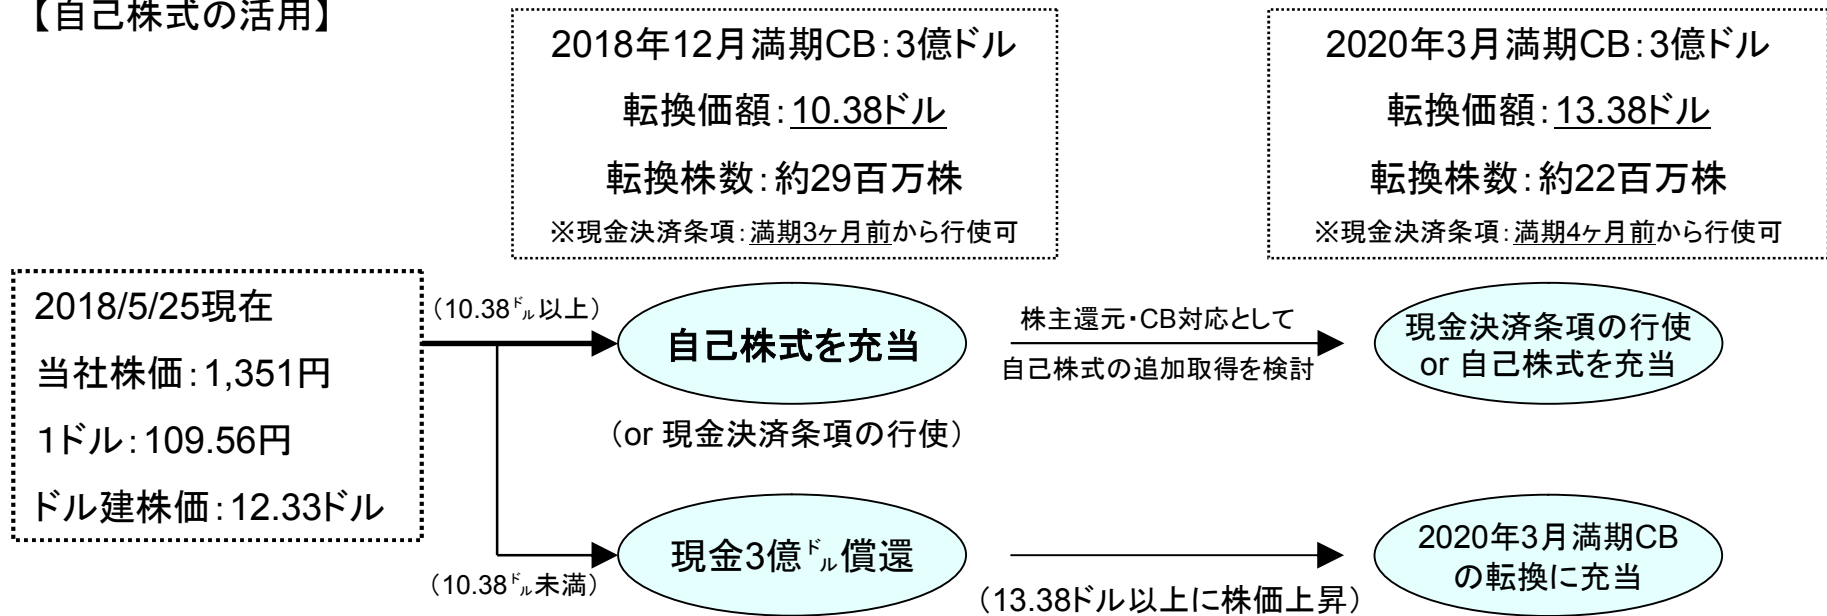 【自己株式の活用】
2018年12月満期CB：3億ドル
転換価額：10.38ドル
転換株数：約29百万株
※現金決済条項：満期3ヶ月前から行使可
2020年3月満期CB：3億ドル
転換価額：13.38ドル
転換株数：約22百万株
※現金決済条項：満期4ヶ月前から行使可
2018/5/25現在
当社株価：1,351円
1ドル：109.56円
ドル建株価：12.33ドル
（10.38㌦以上）
自己株式を充当
（or 現金決済条項の行使）
株主還元・CB対応として
自己株式の追加取得を検討
現金決済条項の行使
or 自己株式を充当
（10.38㌦未満）
現金3億㌦償還
（13.38ドル以上に株価上昇）
2020年3月満期CB
の転換に充当